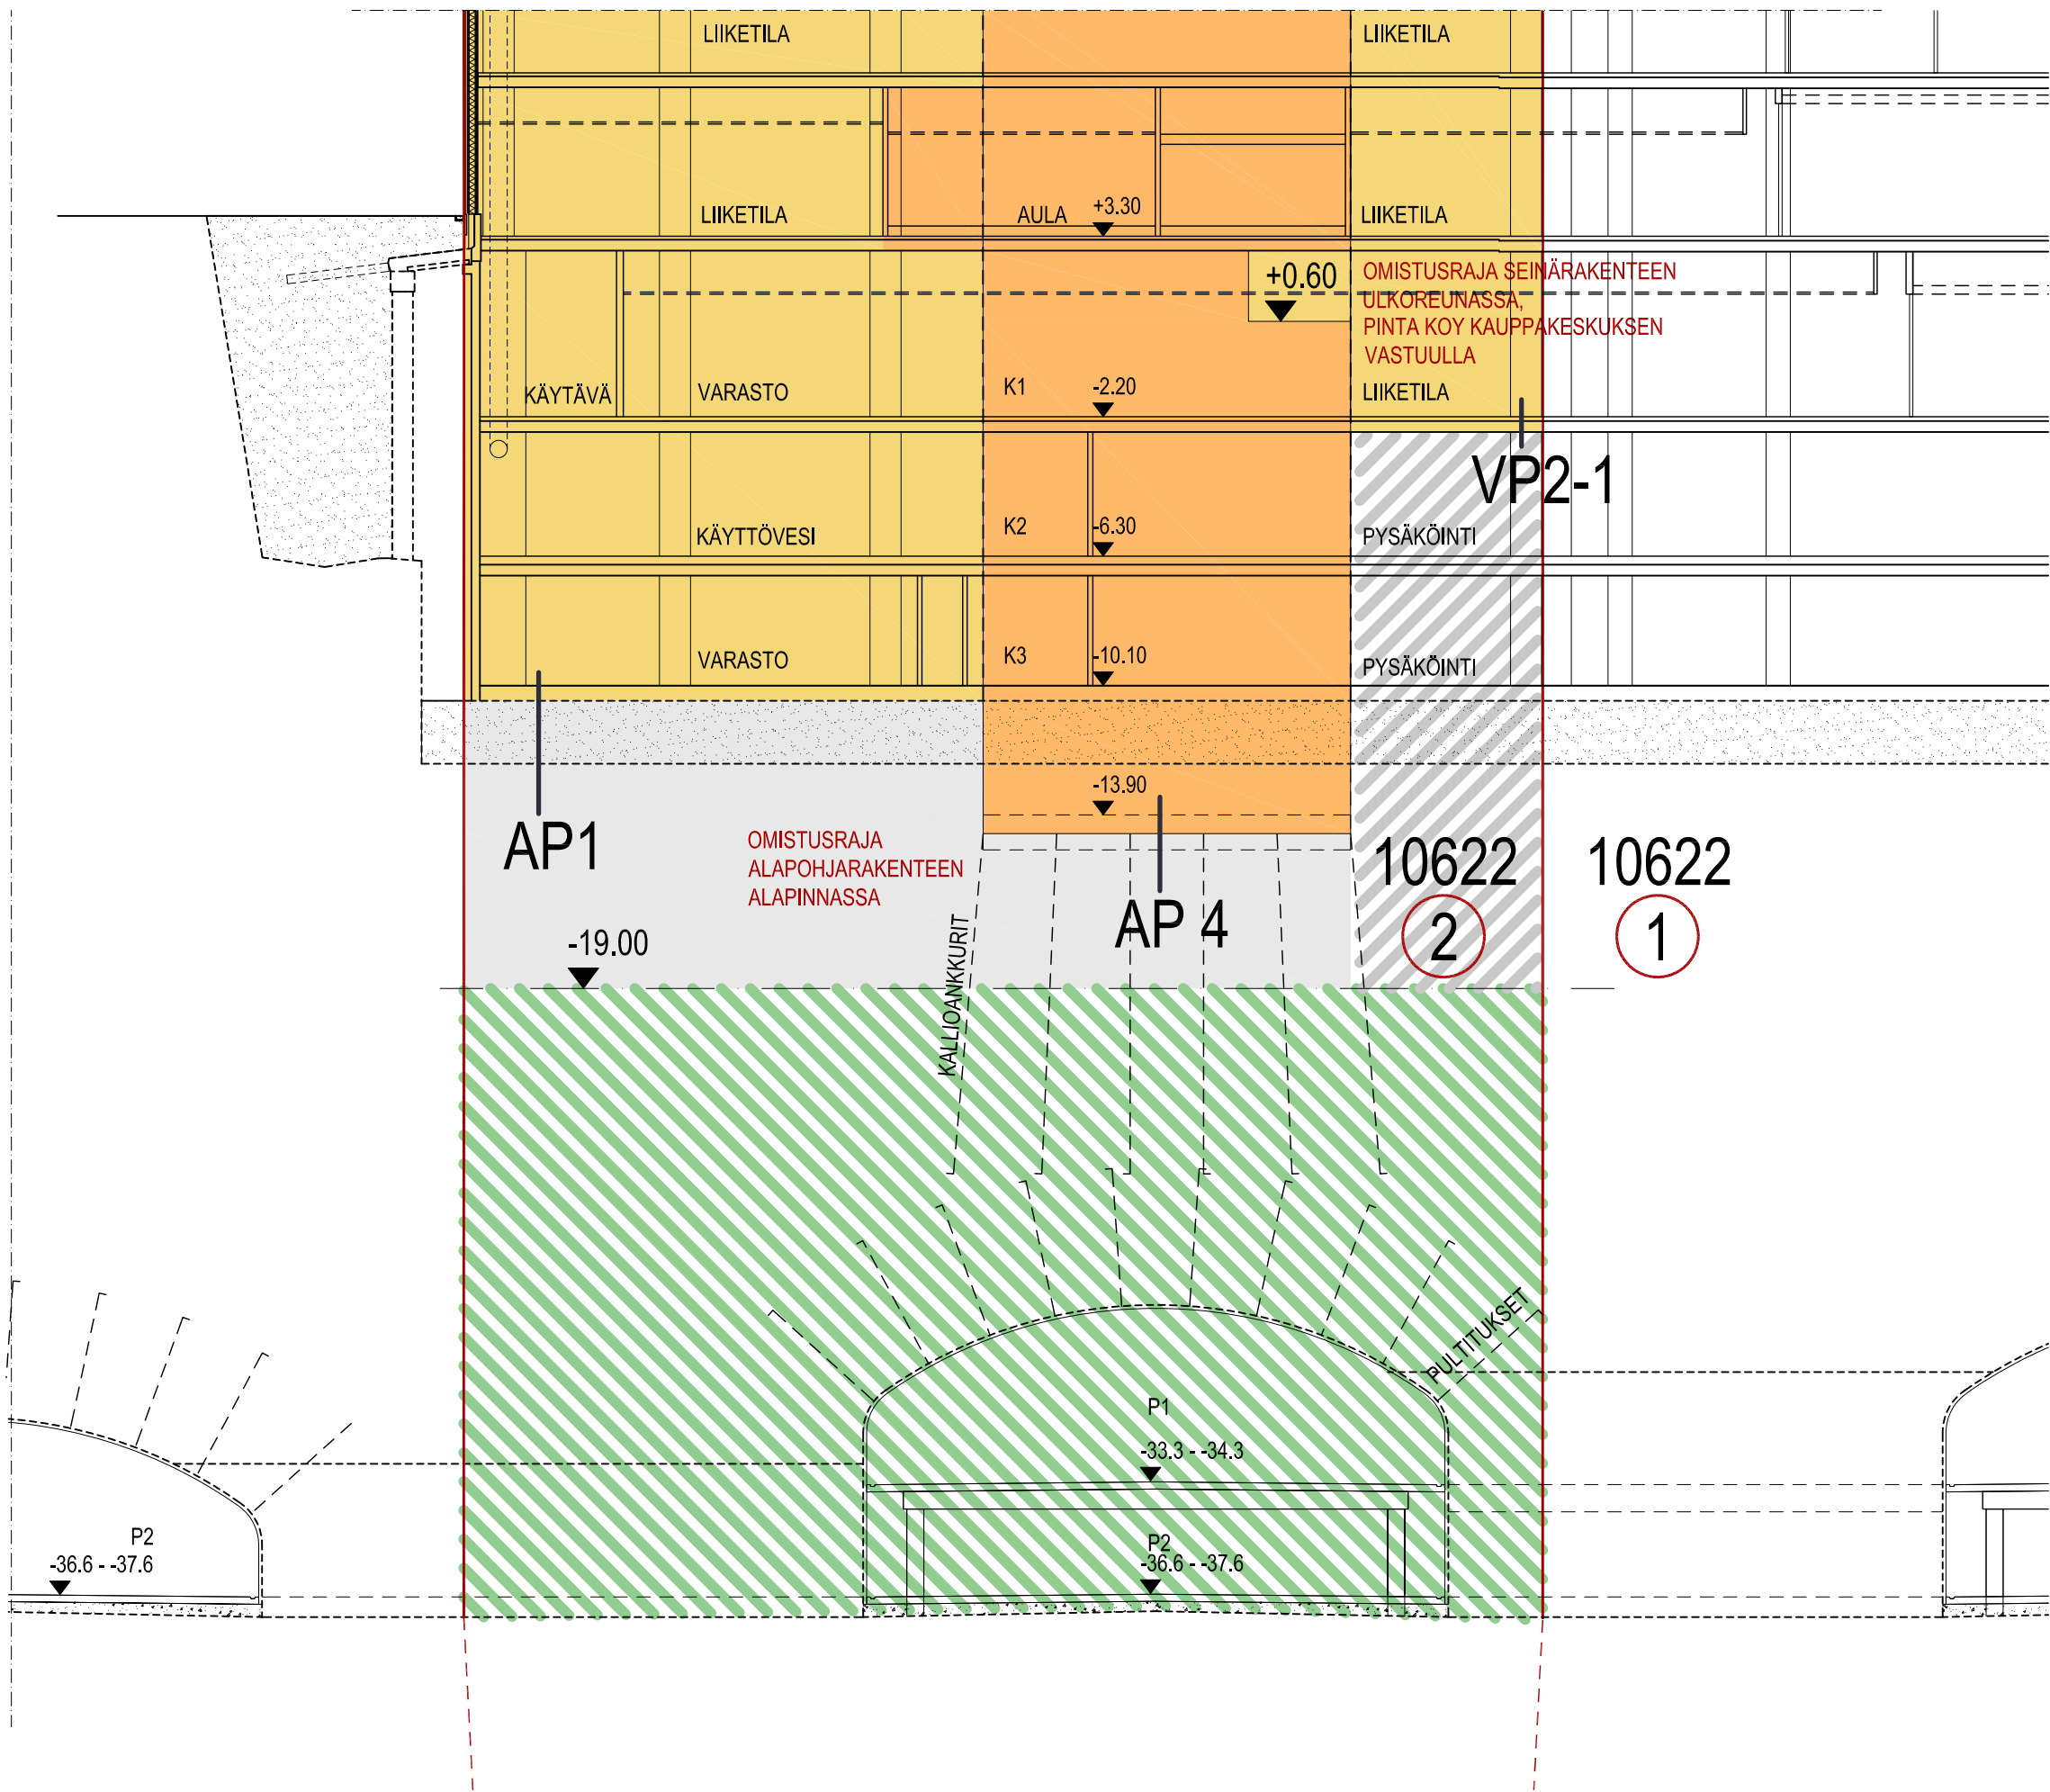 LIIKETILA
LIIKETILA
LIIKETILA
AULA
+3.30
LIIKETILA
+0.60
OMISTUSRAJA SEINÄRAKENTEEN
ULKOREUNASSA,
PINTA KOY KAUPPAKESKUKSEN
VASTUULLA
KÄYTÄVÄ
VARASTO
K1
-2.20
LIIKETILA
VP2-1
KÄYTTÖVESI
K2
-6.30
PYSÄKÖINTI
VARASTO
K3
-10.10
PYSÄKÖINTI
-13.90
AP1
OMISTUSRAJA
ALAPOHJARAKENTEEN
ALAPINNASSA
AP 4
10622
2
10622
1
-19.00
KALLIOANKKURIT
PULTITUKSET
P1
-33.3 - -34.3
P2
-36.6 - -37.6
P2
-36.6 - -37.6